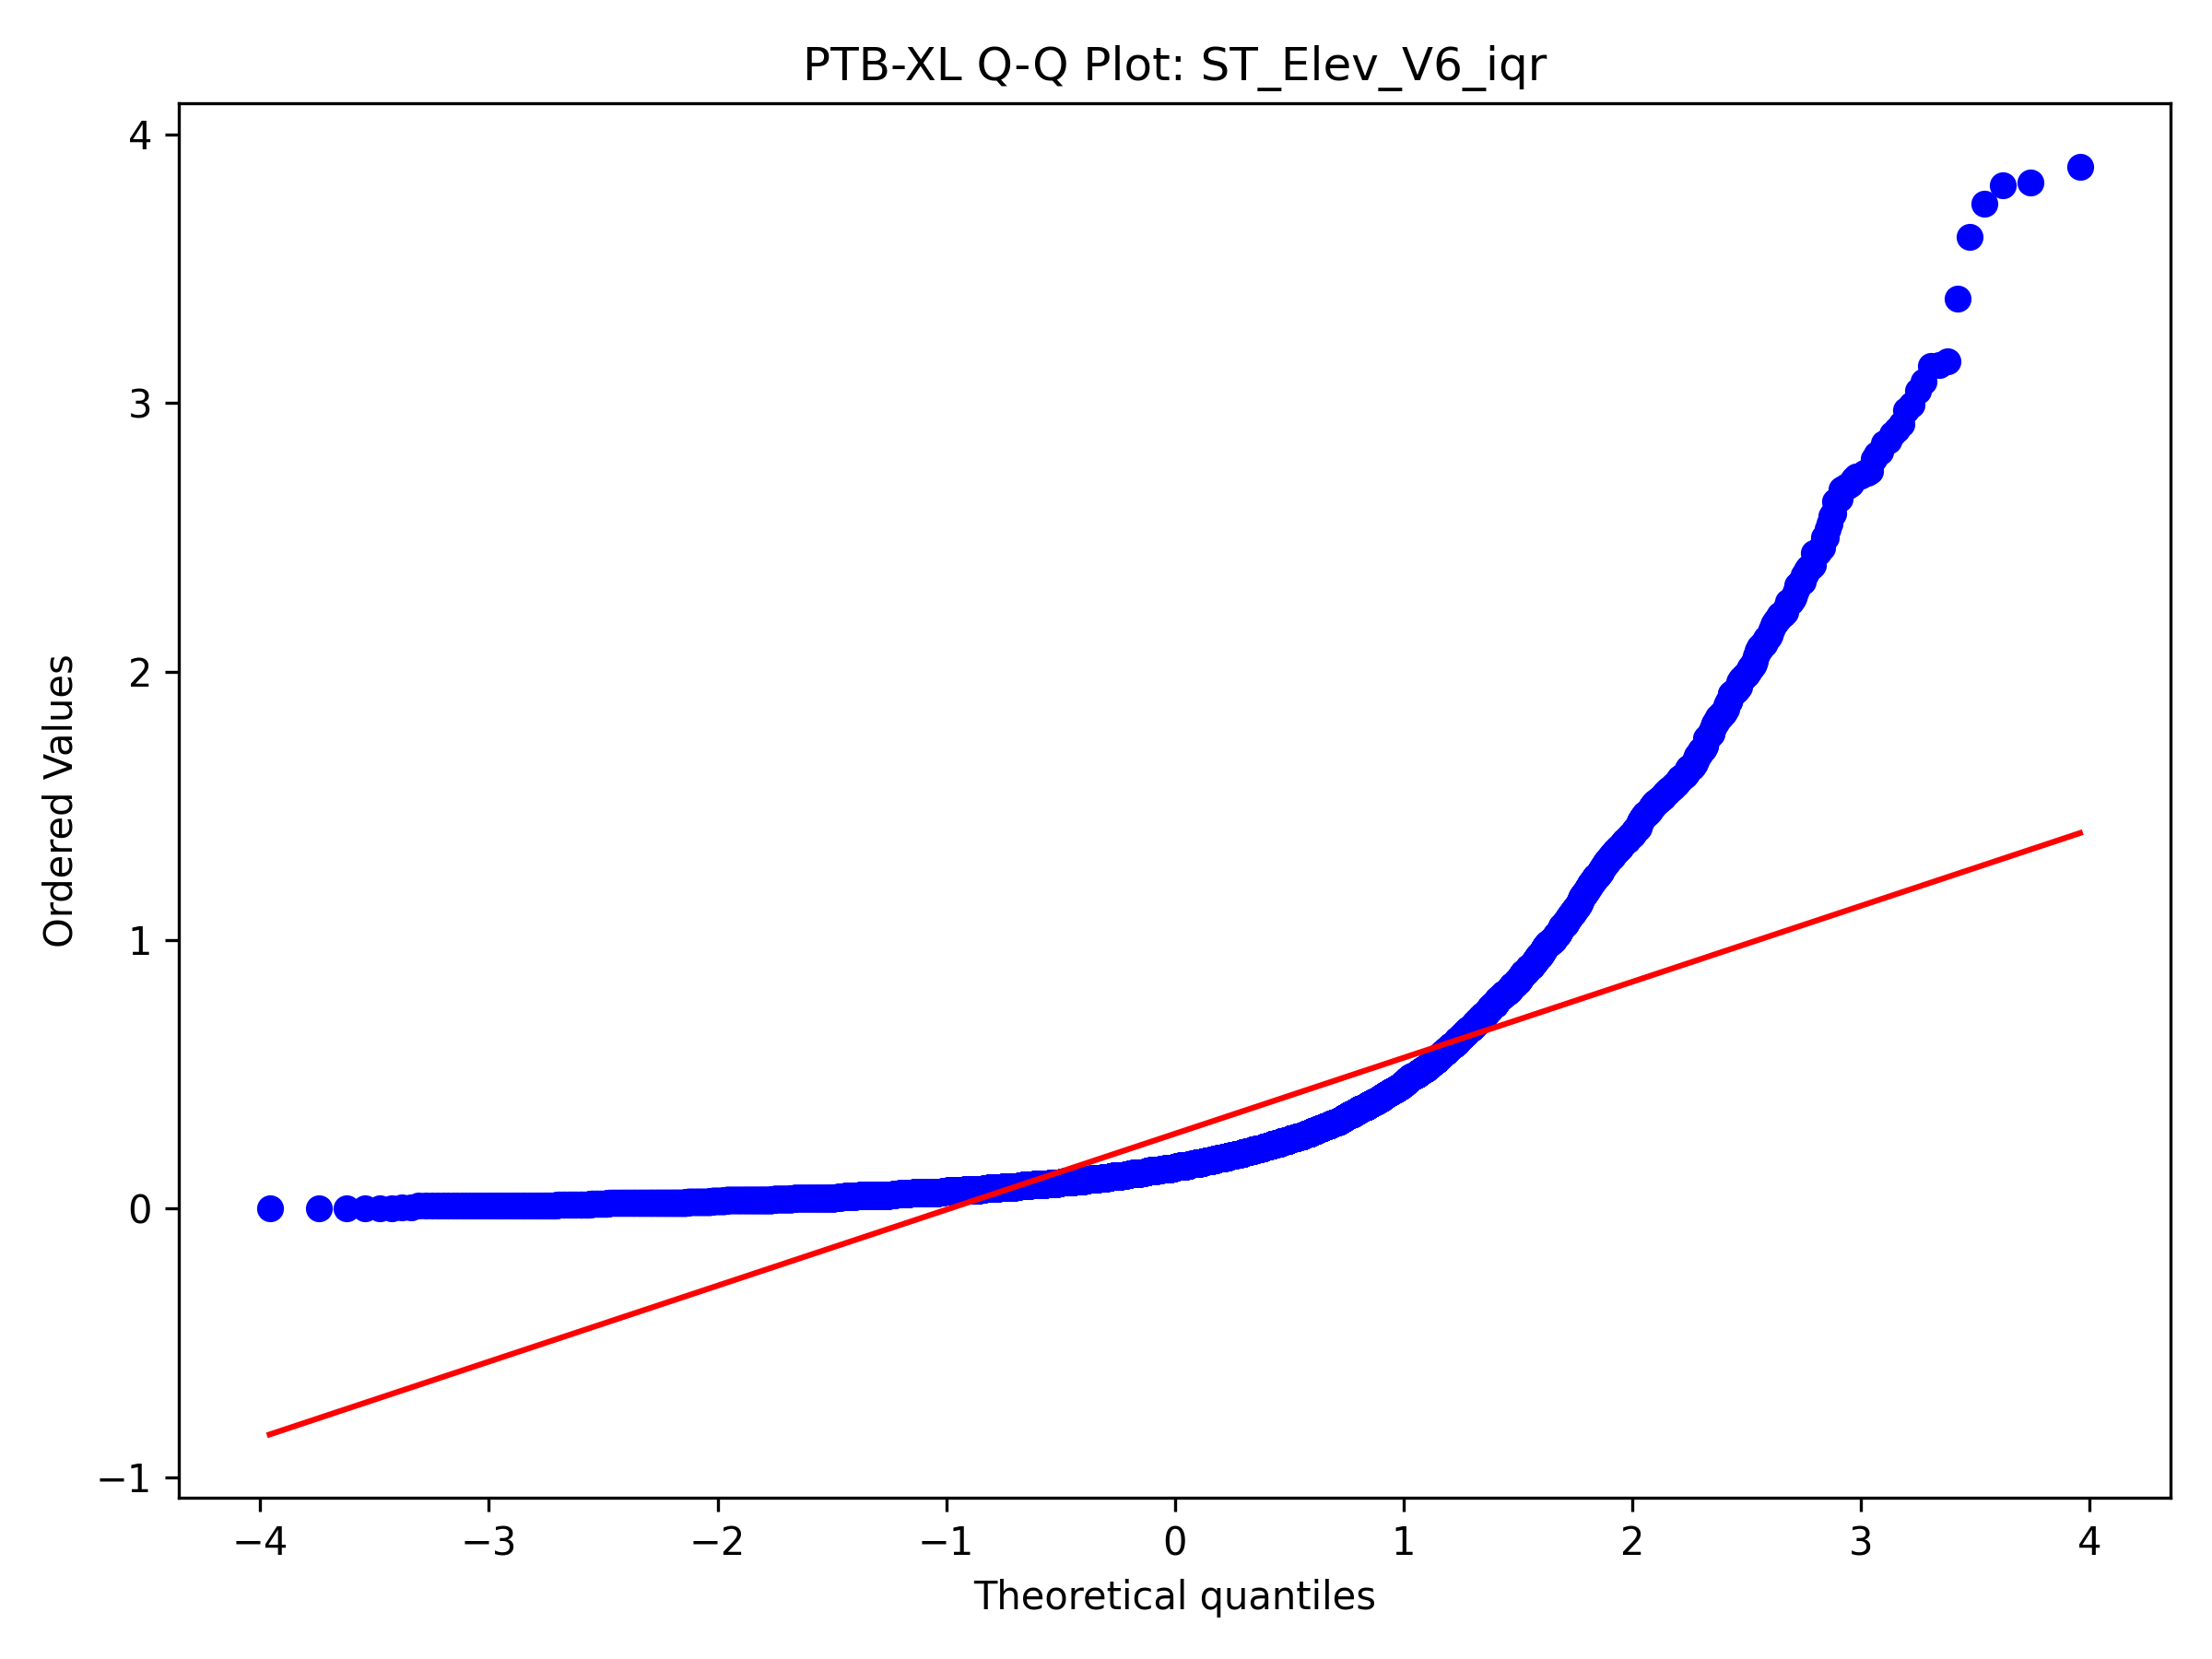 PTB-XL Q-Q Plot: ST_Elev_V6_iqr
4
3
2
1
0
−1
Ordered Values
−4 −3 −2 −1 0 1 2 3 4
Theoretical quantiles